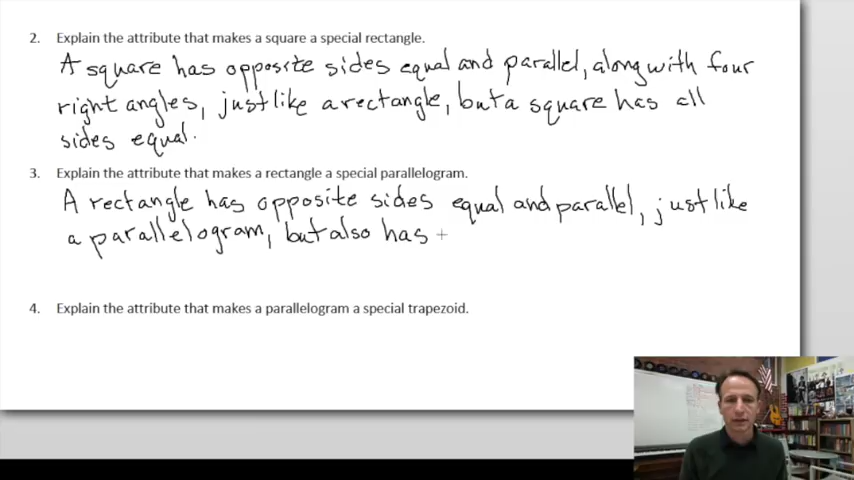 2. Explain the attribute that makes a square a special rectangle.
A square has opposite sides equal and parallel, along with four
right angles, just like a rectangle, but a square has all
sides equal.
3. Explain the attribute that makes a rectangle a special parallelogram.
A rectangle has opposite sides equal and parallel, just like
a parallelogram, but also has
4. Explain the attribute that makes a parallelogram a special trapezoid.